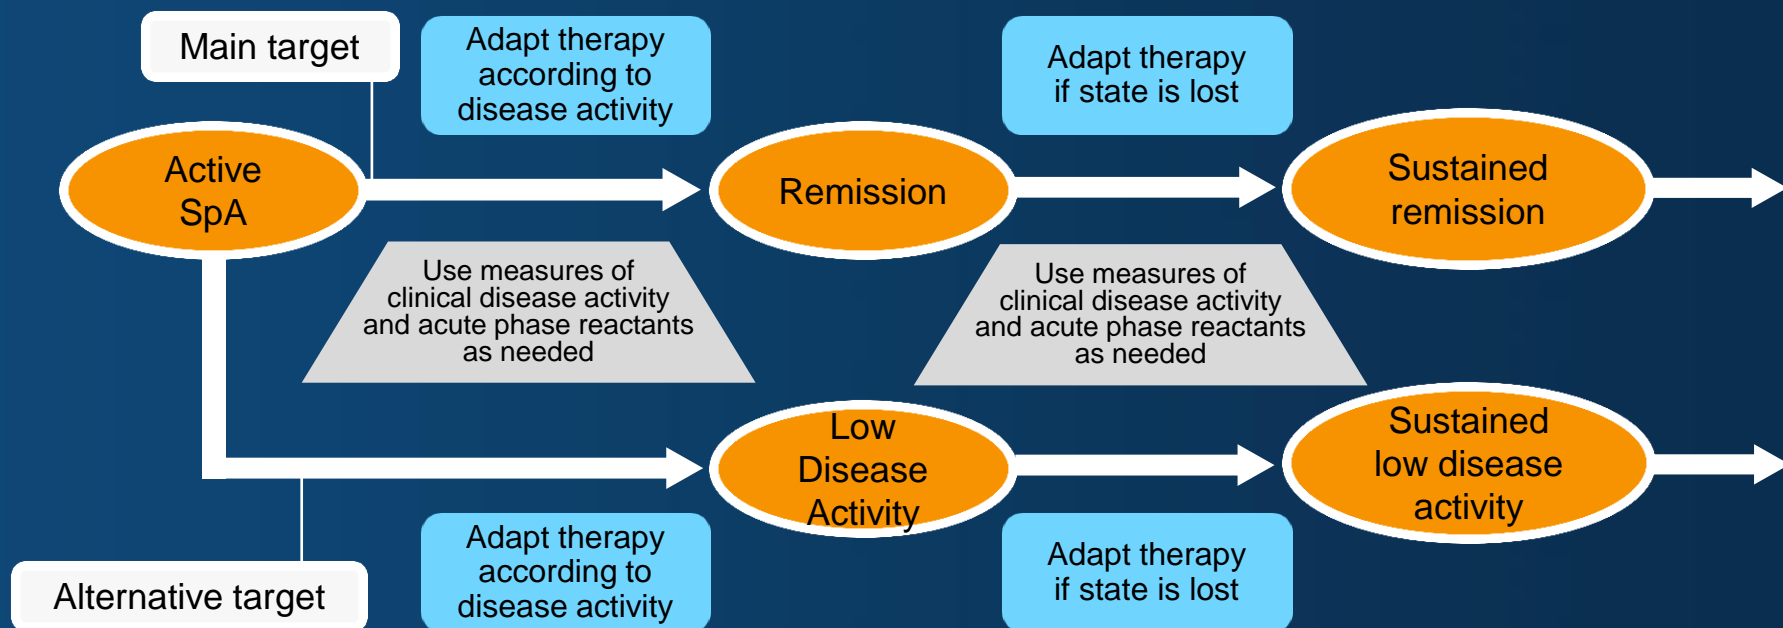 Main target
Adapt therapy
according to
disease activity
Adapt therapy
if state is lost
Active
SpA
Remission
Sustained
remission
Use measures of
clinical disease activity
and acute phase reactants
as needed
Use measures of
clinical disease activity
and acute phase reactants
as needed
Low
Disease
Activity
Sustained
low disease
activity
Alternative target
Adapt therapy
according to
disease activity
Adapt therapy
if state is lost